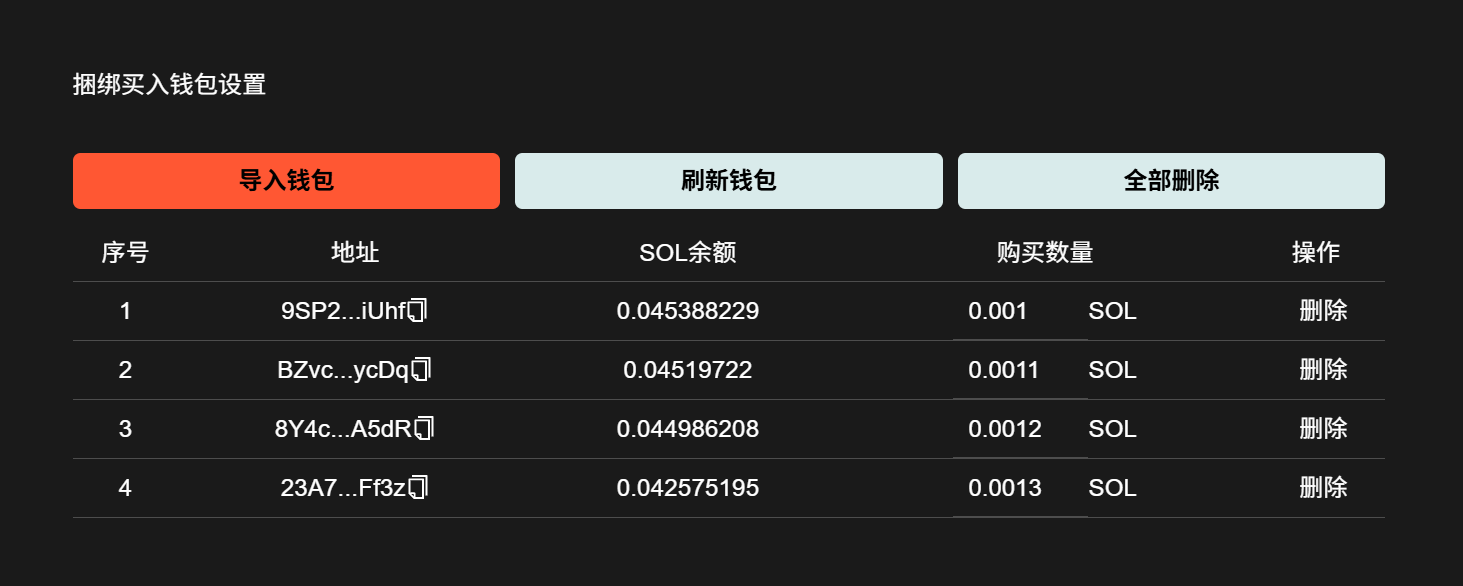 捆绑买入钱包设置
导入钱包 刷新钱包 全部删除
序号 地址 SOL余额 购买数量 操作
1 9SP2...iUhf 0.045388229 0.001 SOL 删除
2 BZvc...ycDq 0.04519722 0.0011 SOL 删除
3 8Y4c...A5dR 0.044986208 0.0012 SOL 删除
4 23A7...Ff3z 0.042575195 0.0013 SOL 删除